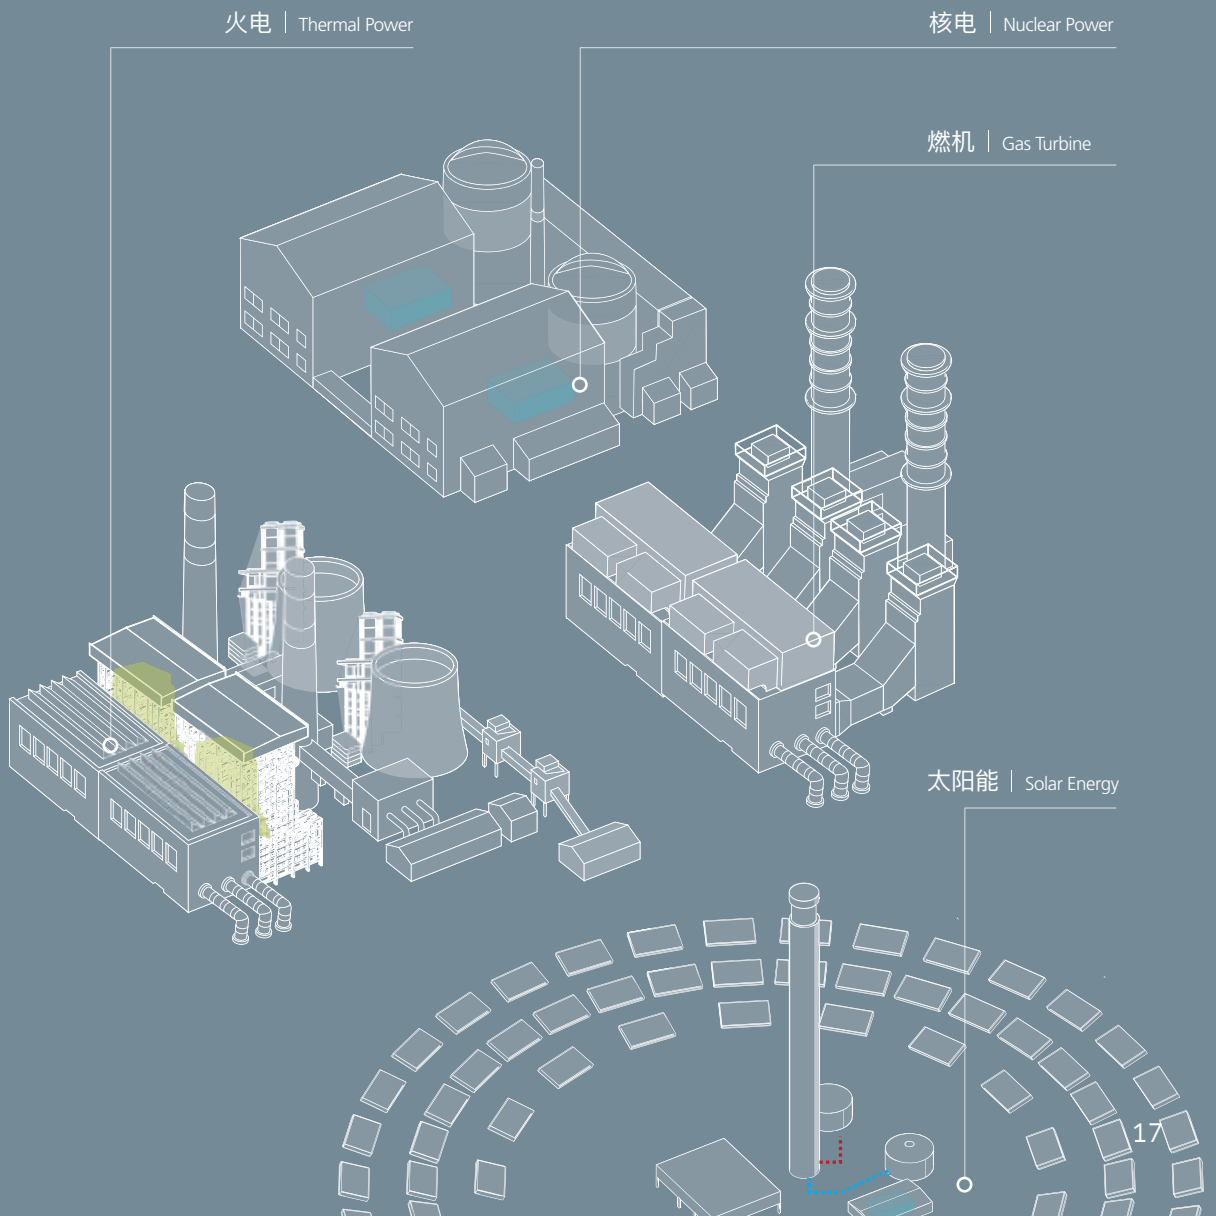 火电 | Thermal Power
核电 | Nuclear Power
燃机 | Gas Turbine
太阳能 | Solar Energy
17